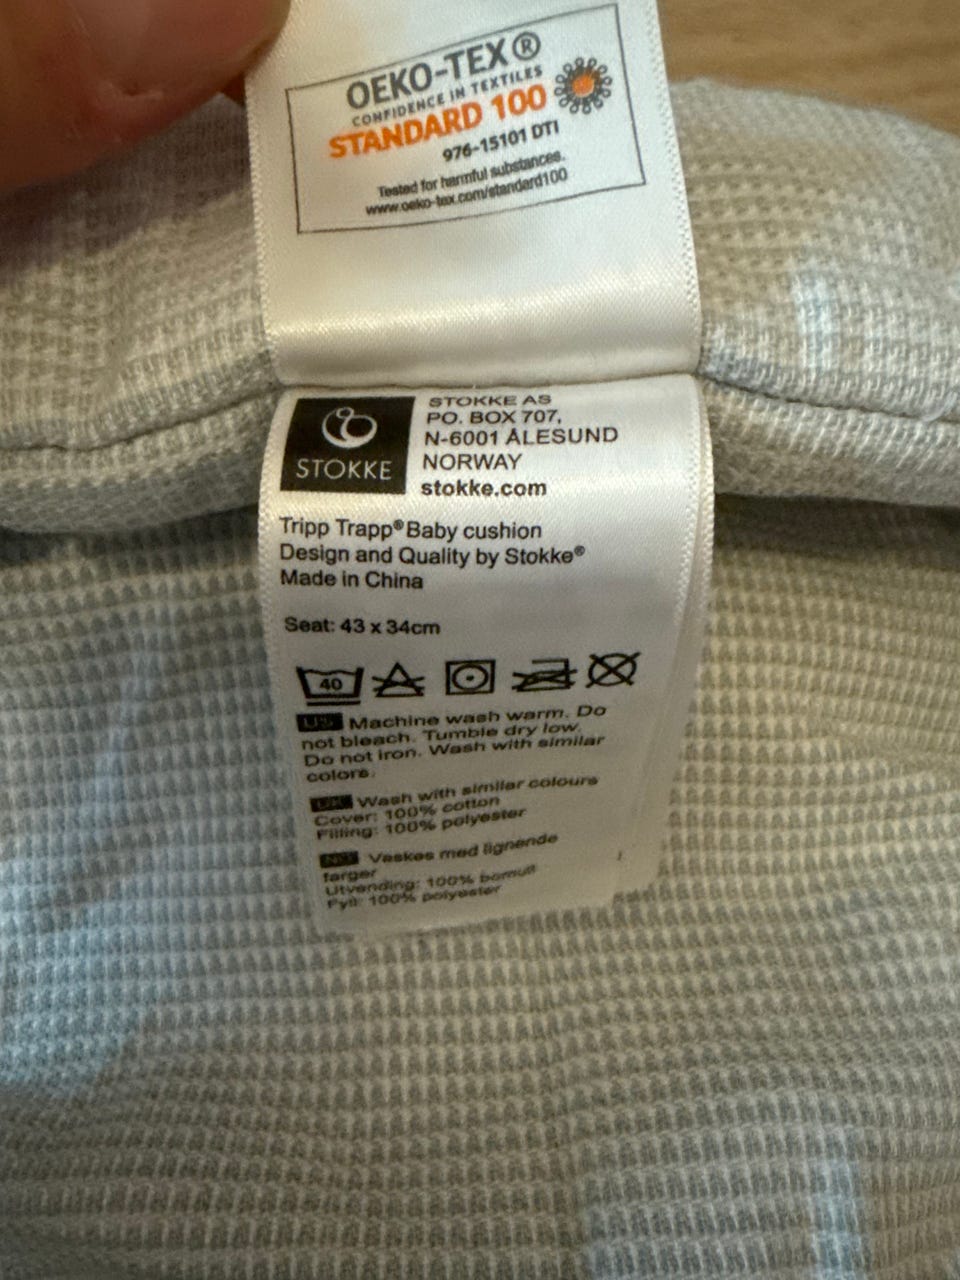 OEKO-TEX®
CONFIDENCE IN TEXTILES
STANDARD 100
976-15101 DTI
Tested for harmful substances.
www.oeko-tex.com/standard100
STOKKE
STOKKE AS
PO. BOX 707,
N-6001 ÅLESUND
NORWAY
stokke.com
Tripp Trapp® Baby cushion
Design and Quality by Stokke®
Made in China
Seat: 43 x 34cm
40
US Machine wash warm. Do
not bleach. Tumble dry low.
Do not iron. Wash with similar
colors.
UK Wash with similar colours
Cover: 100% cotton
Filling: 100% polyester
NO Vaskes med lignende
farger
Utvending: 100% bomull
Fyll: 100% polyester